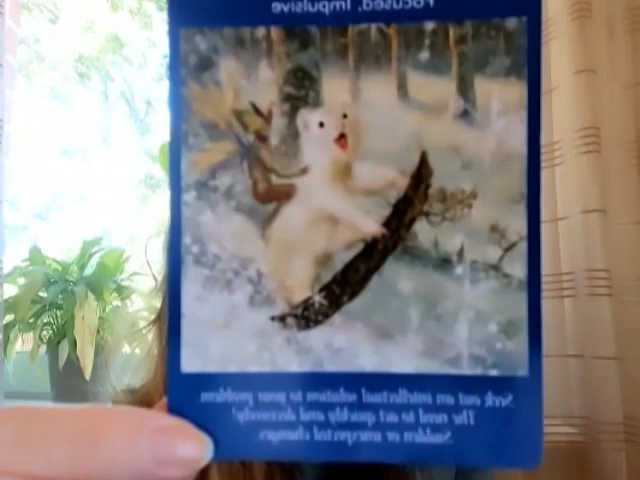 Focused, Impulsive
Seek out an intellectual solution to your problem.
The need to act quickly and decisively!
Sudden or unexpected changes.